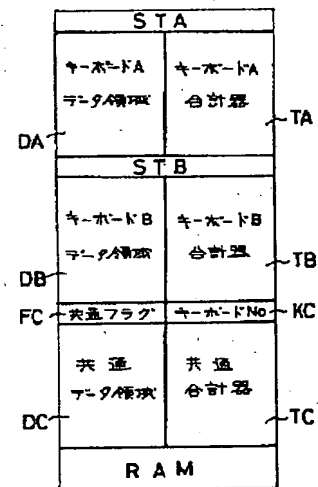 STA
キーボードA
データ領域
キーボードA
合計器
DA
TA
STB
キーボードB
データ領域
キーボードB
合計器
DB
TB
FC
共通フラグ
キーボードNo
KC
共通
データ領域
共通
合計器
DC
TC
RAM